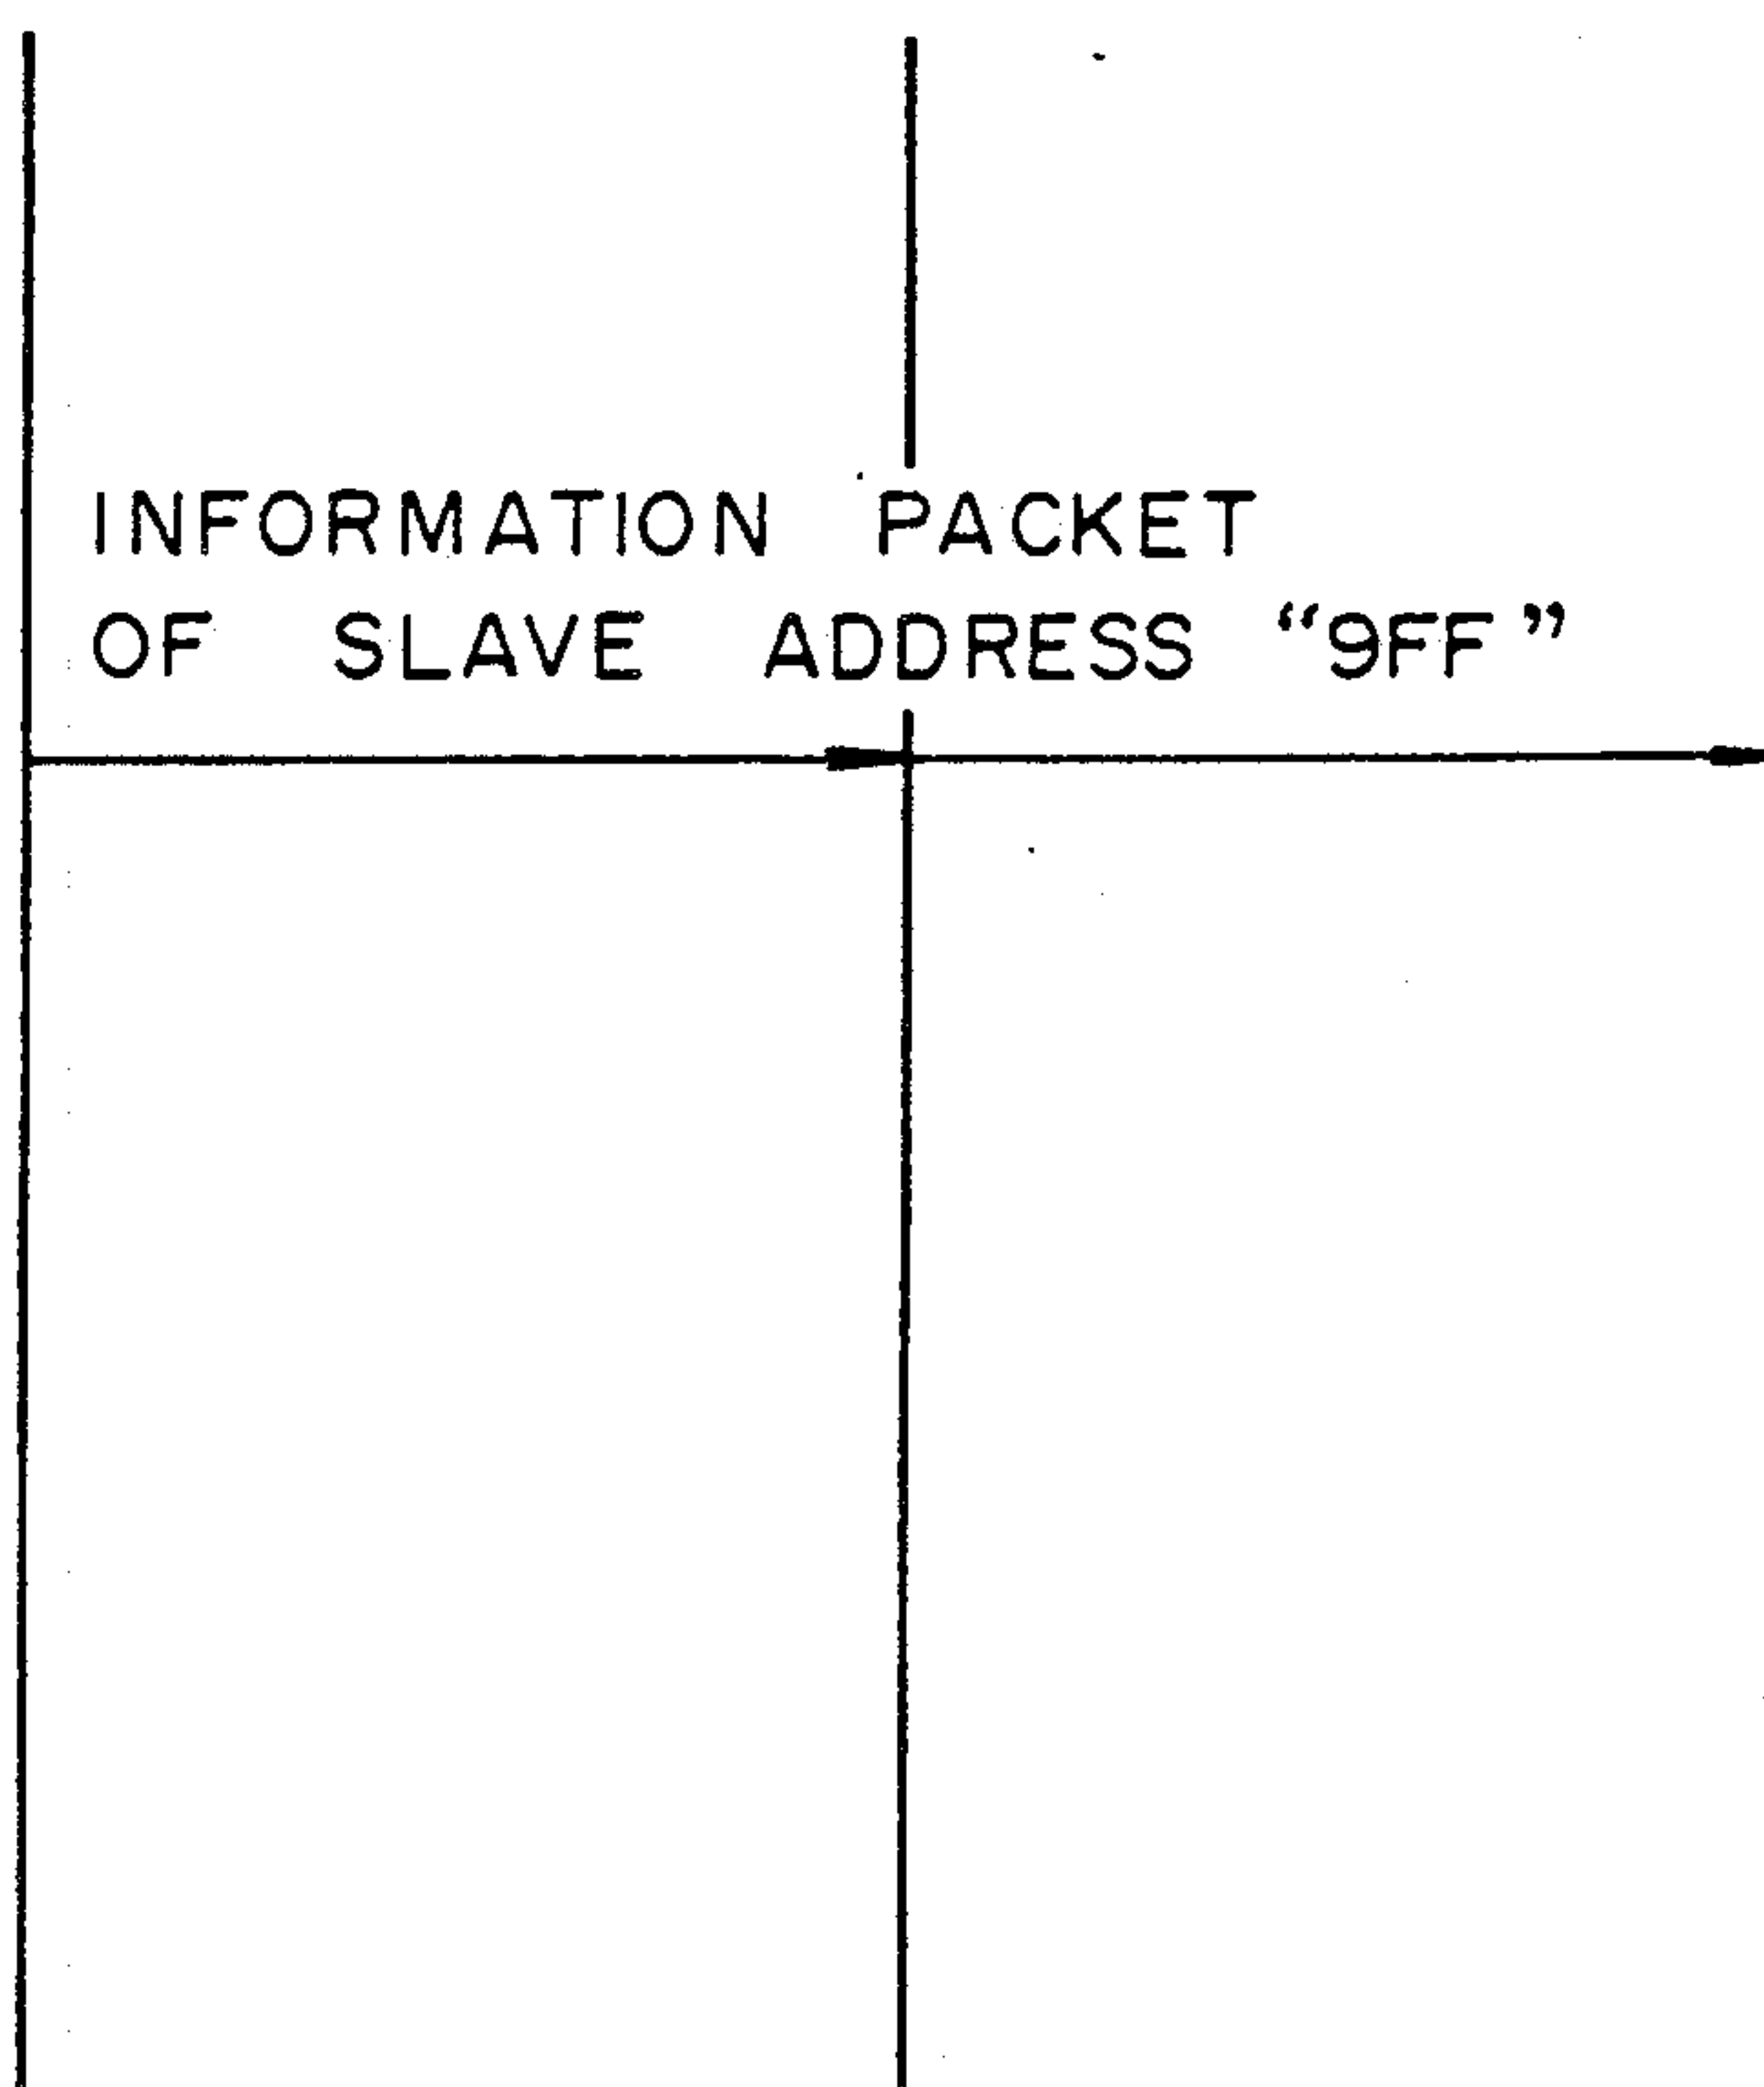 INFORMATION PACKET
OF SLAVE ADDRESS “9FF”